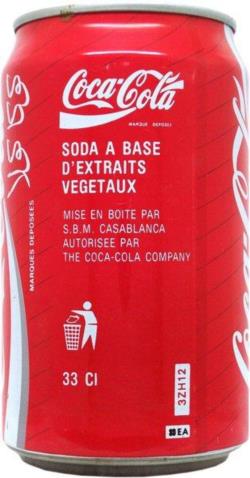 Coca-Cola
MARQUE DEPOSEE
SODA A BASE
D'EXTRAITS
VEGETAUX
MISE EN BOITE PAR
S.B.M. CASABLANCA
AUTORISEE PAR
THE COCA-COLA COMPANY
33 Cl
3ZH12
EA
MARQUES DEPOSEES